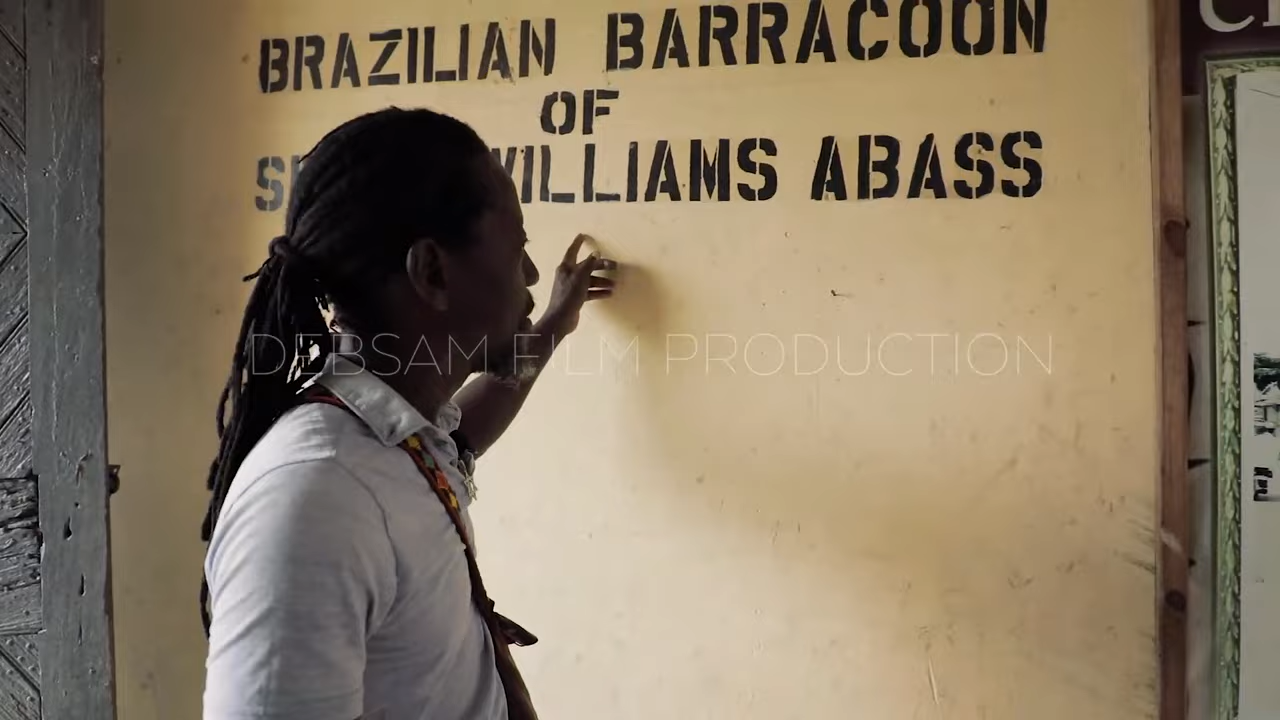 BRAZILIAN BARRACOON
OF
WILLIAMS ABASS
DEBSAM FILM PRODUCTION